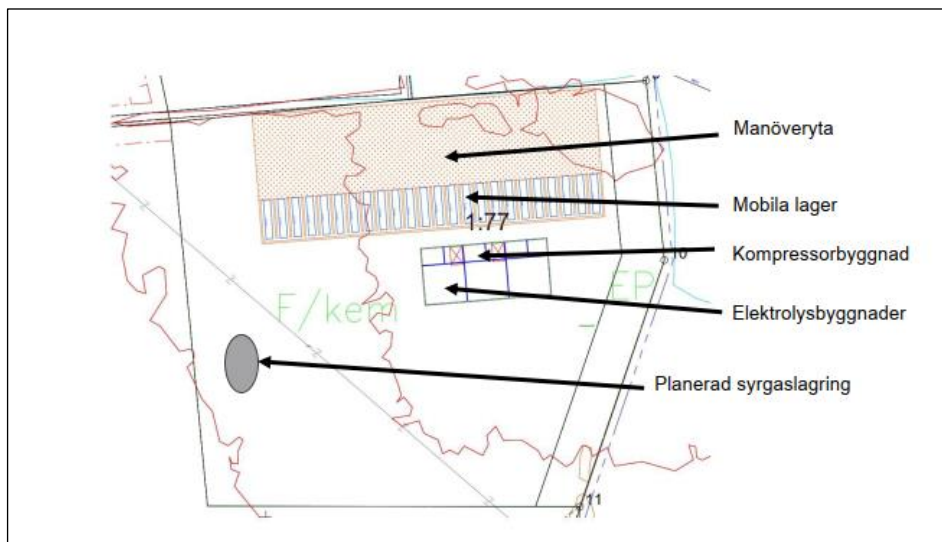 Manöveryta
Mobila lager
1:77
Kompressorbyggnad
10
Elektrolysbyggnader
F/kem
EP
Planerad syrgaslagring
11